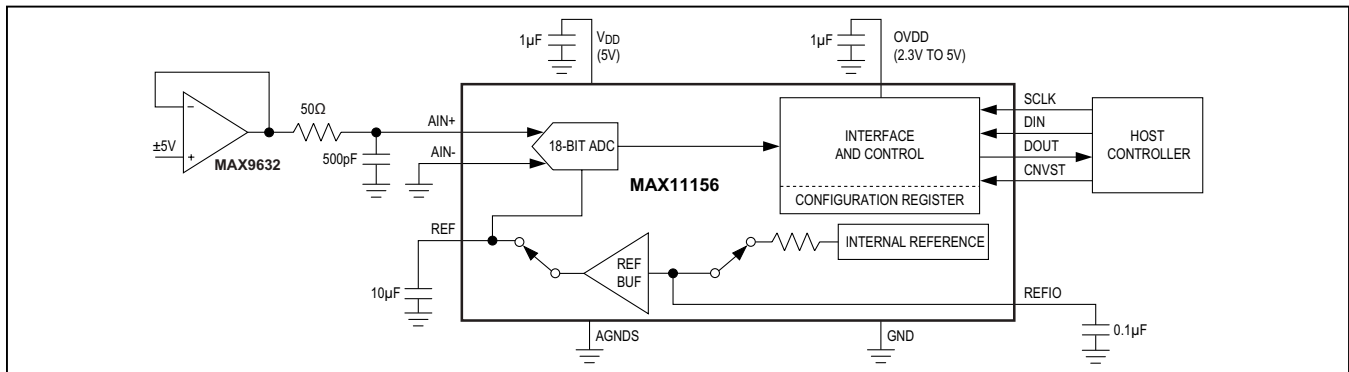 1µF
VDD
(5V)
1µF
OVDD
(2.3V TO 5V)
50Ω
−
±5V
+
MAX9632
500pF
AIN+
AIN-
18-BIT ADC
MAX11156
INTERFACE
AND CONTROL
CONFIGURATION REGISTER
SCLK
DIN
DOUT
CNVST
HOST
CONTROLLER
REF
10µF
REF
BUF
INTERNAL REFERENCE
REFIO
0.1µF
AGNDS
GND